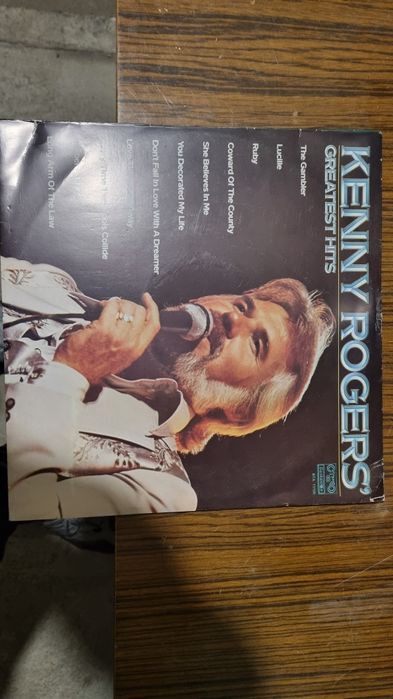 KENNY ROGERS'
GREATEST HITS
The Gambler
Lucille
Ruby
Coward Of The County
She Believes In Me
You Decorated My Life
Don't Fall In Love With A Dreamer
Collide
Long Arm Of The Law